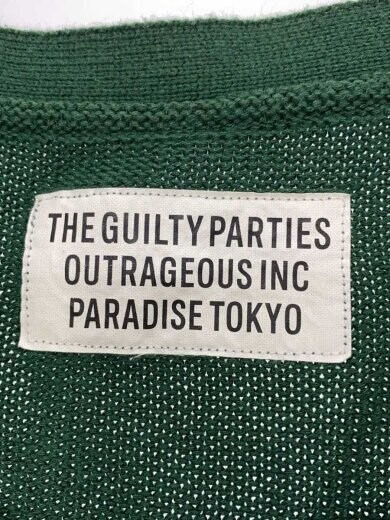 THE GUILTY PARTIES
OUTRAGEOUS INC
PARADISE TOKYO